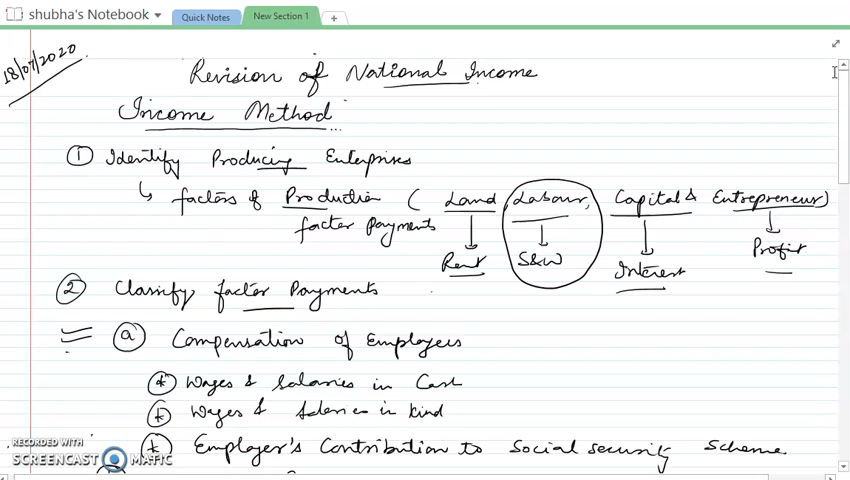 shubha's Notebook
Quick Notes
New Section 1
+
18/07/2020
Revision of National Income
Income Method
① Identify Producing Enterprises
↳ factors of Production ( Land, Labour, Capital & Entrepreneur)
factor payments
Rent
S&W
Interest
Profit
② Classify factor Payments
ⓐ Compensation of Employers
* Wages & Salaries in Cash
* Wages & Salaries in kind
* Employer's Contribution to Social security Scheme
RECORDED WITH
SCREENCAST MATIC